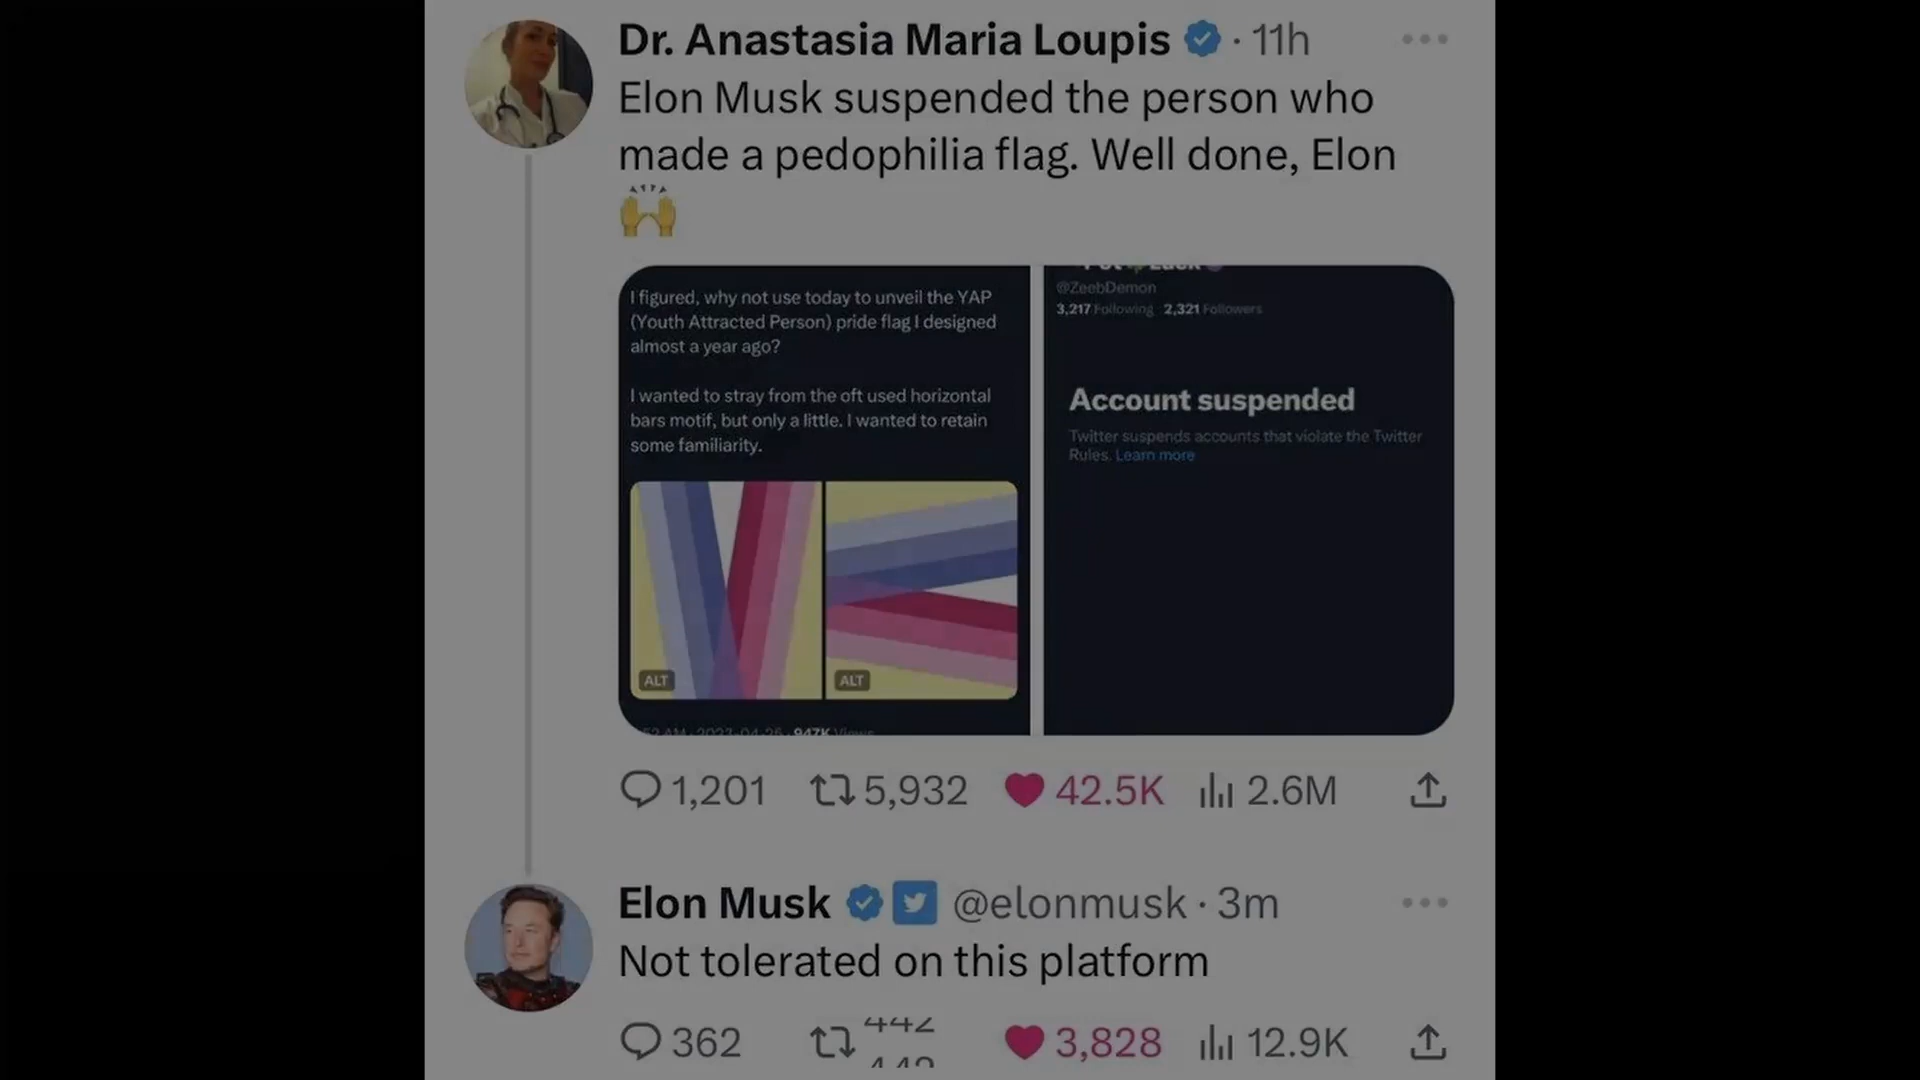 Dr. Anastasia Maria Loupis · 11h
Elon Musk suspended the person who
made a pedophilia flag. Well done, Elon
🙌
I figured, why not use today to unveil the YAP
(Youth Attracted Person) pride flag I designed
almost a year ago?
I wanted to stray from the oft used horizontal
bars motif, but only a little. I wanted to retain
some familiarity.
ALT
ALT
947K Views
@ZeebDemon
3,217 Following 2,321 Followers
Account suspended
Twitter suspends accounts that violate the Twitter
Rules. Learn more
1,201 5,932 42.5K 2.6M
Elon Musk @elonmusk · 3m
Not tolerated on this platform
362 442 3,828 12.9K